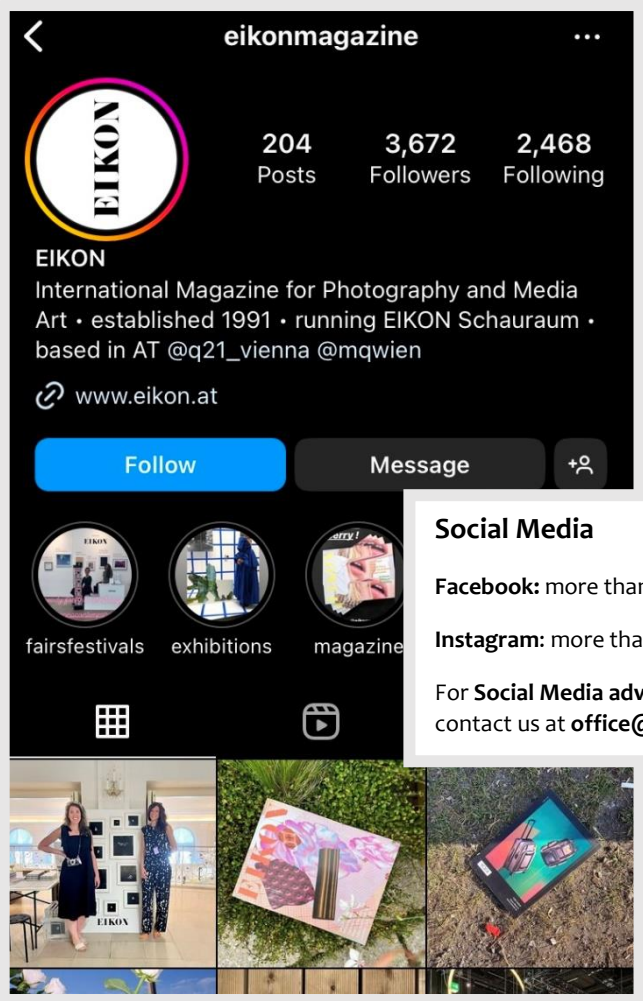 eikonmagazine
EIKON
204
Posts
3,672
Followers
2,468
Following
EIKON
International Magazine for Photography and Media
Art • established 1991 • running EIKON Schauraum •
based in AT @q21_vienna @mqwien
www.eikon.at
Follow
Message
EIKON
fairsfestivals
exhibitions
magazine
Social Media
Facebook: more than
Instagram: more tha
For Social Media adv
contact us at office@
EIKON
EIKON